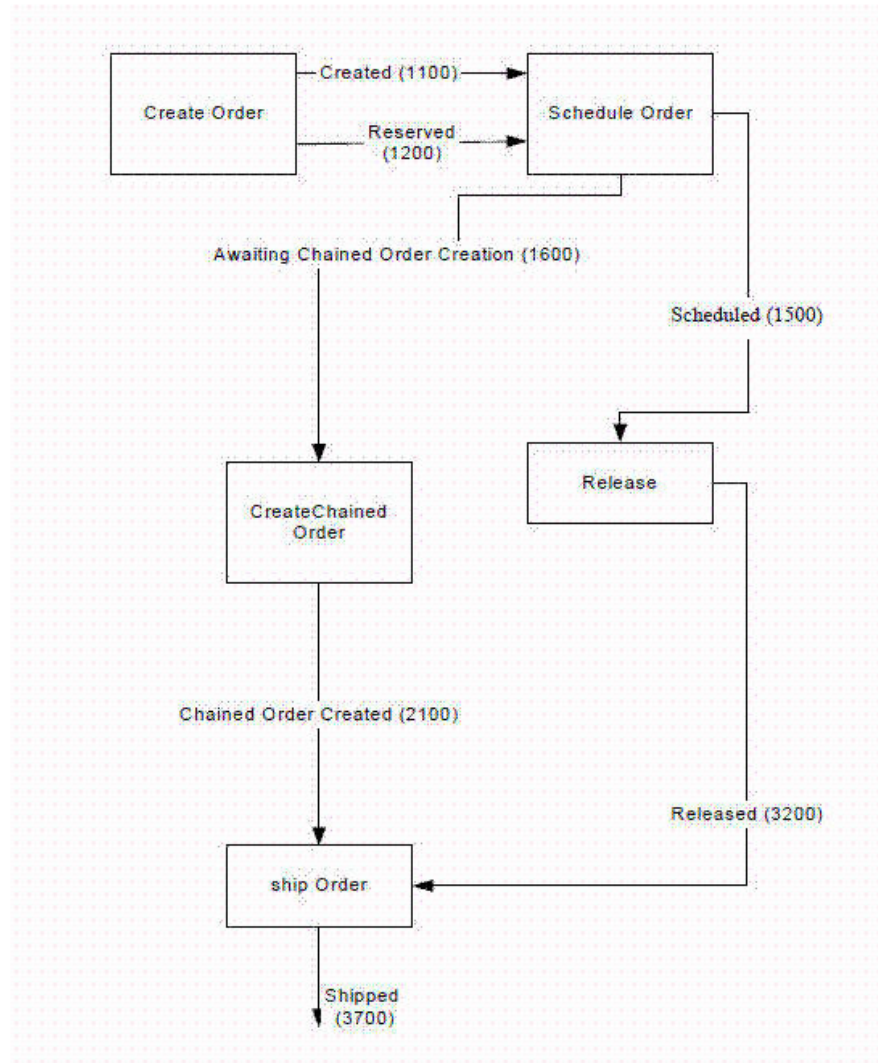 Created (1100)
Create Order
Schedule Order
Reserved
(1200)
Awaiting Chained Order Creation (1600)
Scheduled (1500)
Release
CreateChained
Order
Chained Order Created (2100)
Released (3200)
ship Order
Shipped
(3700)